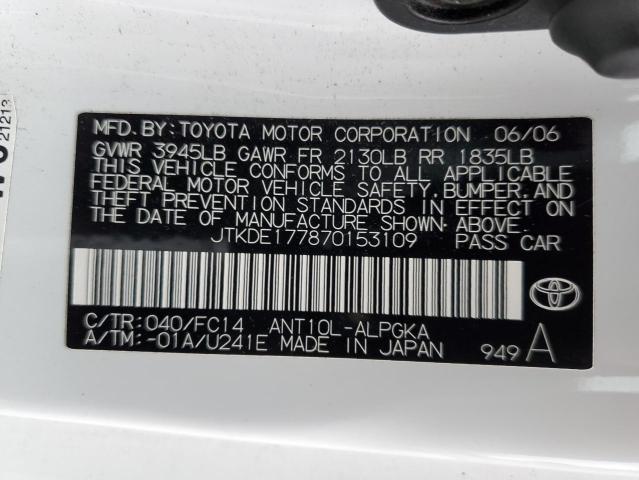 MFD.BY:TOYOTA MOTOR CORPORATION 06/06
GVWR 3945LB GAWR FR 2130LB RR 1835LB
THIS VEHICLE CONFORMS TO ALL APPLICABLE
FEDERAL MOTOR VEHICLE SAFETY, BUMPER, AND
THEFT PREVENTION STANDARDS IN EFFECT ON
THE DATE OF MANUFACTURE SHOWN ABOVE.
JTKDE177870153109 PASS CAR
C/TR: 040/FC14 ANT10L-ALPGKA
A/TM: -01A/U241E MADE IN JAPAN 949 A
21213